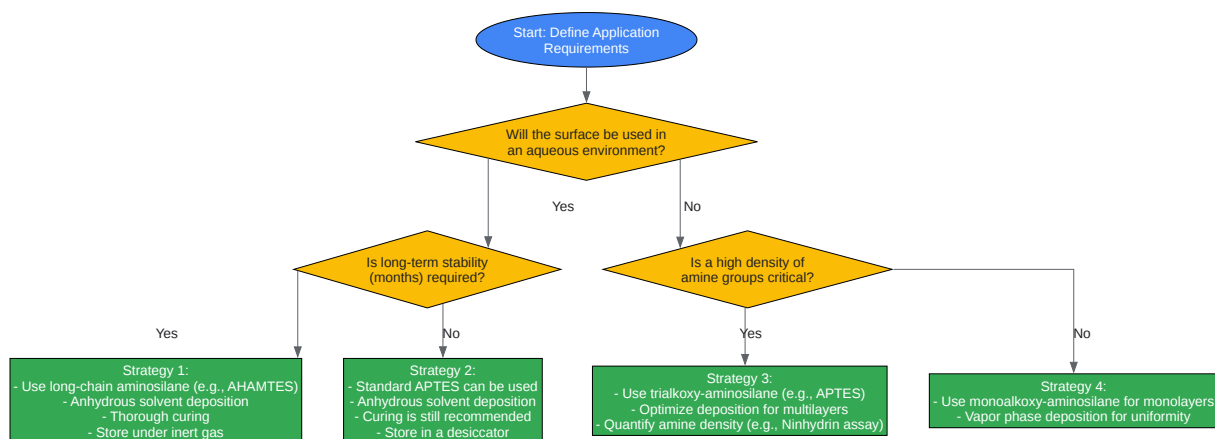 Start: Define Application
Requirements
Will the surface be used in
an aqueous environment?
Yes
No
Is long-term stability
(months) required?
Is a high density of
amine groups critical?
Yes
No
Yes
No
Strategy 1:
- Use long-chain aminosilane (e.g., AHAMTES)
- Anhydrous solvent deposition
- Thorough curing
- Store under inert gas
Strategy 2:
- Standard APTES can be used
- Anhydrous solvent deposition
- Curing is still recommended
- Store in a desiccator
Strategy 3:
- Use trialkoxy-aminosilane (e.g., APTES)
- Optimize deposition for multilayers
- Quantify amine density (e.g., Ninhydrin assay)
Strategy 4:
- Use monoalkoxy-aminosilane for monolayers
- Vapor phase deposition for uniformity